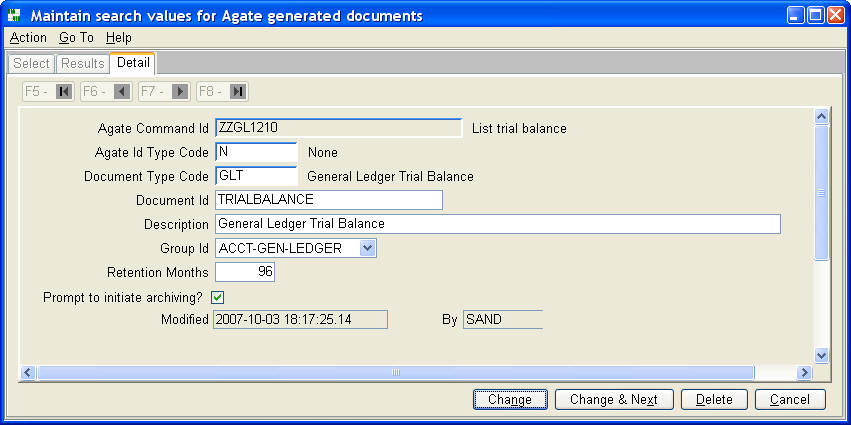 Maintain search values for Agate generated documents
Action Go To Help
Select Results Detail
F5 - F6 - F7 - F8 -
Agate Command Id ZZGL1210 List trial balance
Agate Id Type Code N None
Document Type Code GLT General Ledger Trial Balance
Document Id TRIALBALANCE
Description General Ledger Trial Balance
Group Id ACCT-GEN-LEDGER
Retention Months 96
Prompt to initiate archiving?
Modified 2007-10-03 18:17:25.14 By SAND
Change Change & Next Delete Cancel